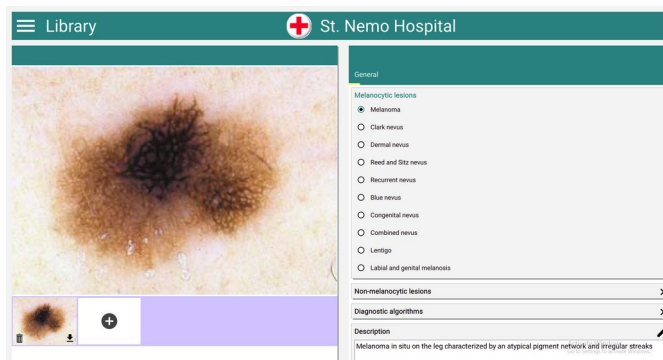 Library
St. Nemo Hospital
General
Melanocytic lesions
Melanoma
Clark nevus
Dermal nevus
Reed and Sitz nevus
Recurrent nevus
Blue nevus
Congenital nevus
Combined nevus
Lentigo
Labial and genital melanosis
Non-melanocytic lesions
Diagnostic algorithms
Description
Melanoma in situ on the leg characterized by an atypical pigment network and irregular streaks